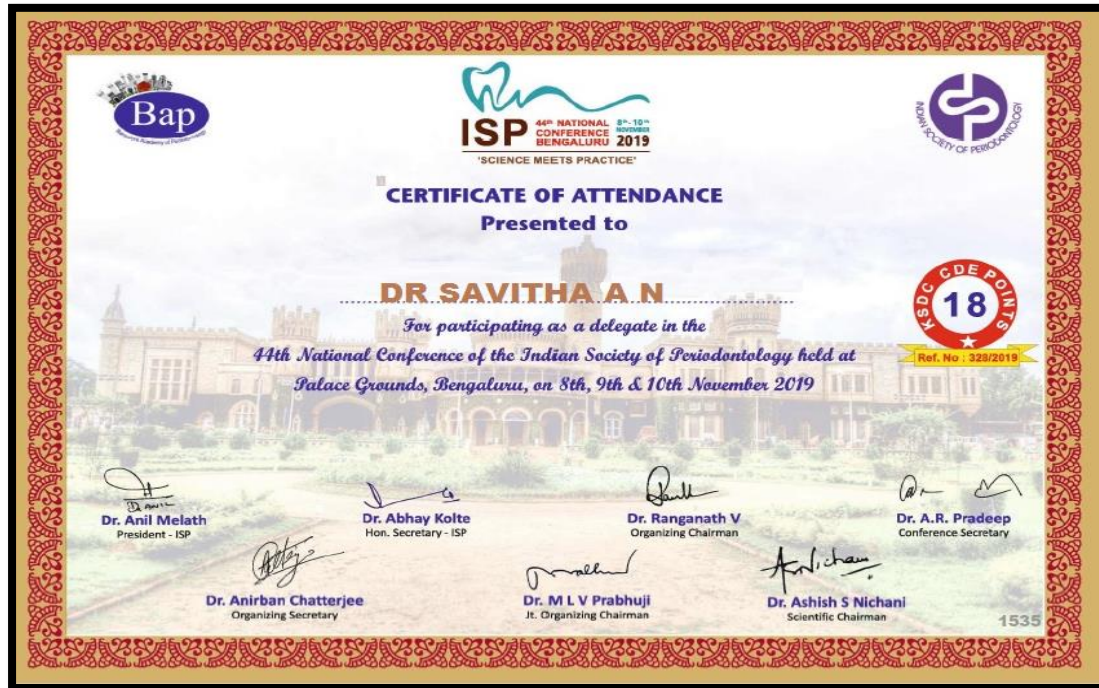 Bap
Bangalore Academy of Periodontology
ISP 44th NATIONAL CONFERENCE BENGALURU 8th - 10th NOVEMBER 2019
'SCIENCE MEETS PRACTICE'
INDIAN SOCIETY OF PERIODONTOLOGY
CERTIFICATE OF ATTENDANCE
Presented to
DR SAVITHA A N
KSDC CDE POINTS
18
Ref. No : 328/2019
For participating as a delegate in the
44th National Conference of the Indian Society of Periodontology held at
Palace Grounds, Bengaluru, on 8th, 9th & 10th November 2019
Dr. Anil Melath
President - ISP
Dr. Abhay Kolte
Hon. Secretary - ISP
Dr. Ranganath V
Organizing Chairman
Dr. A.R. Pradeep
Conference Secretary
Dr. Anirban Chatterjee
Organizing Secretary
Dr. M L V Prabhuji
Jt. Organizing Chairman
Dr. Ashish S Nichani
Scientific Chairman
1535